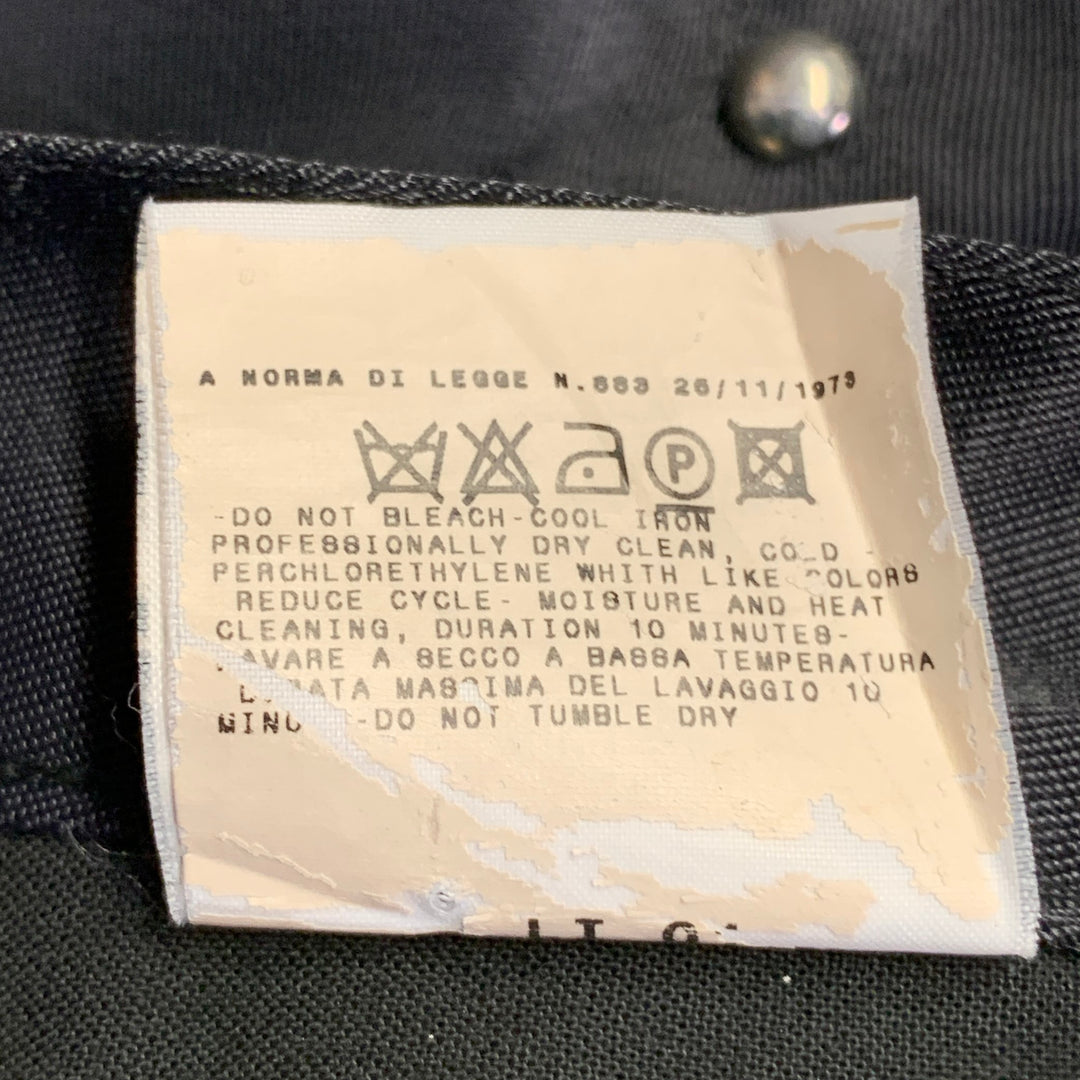 A NORMA DI LEGGE N.883 26/11/1973
P
-DO NOT BLEACH-COOL IRON
PROFESSIONALLY DRY CLEAN, COLD -
PERCHLORETHYLENE WHITH LIKE COLORS
REDUCE CYCLE- MOISTURE AND HEAT
CLEANING, DURATION 10 MINUTES-
LAVARE A SECCO A BASSA TEMPERATURA
MASSIMA DEL LAVAGGIO 10
-DO NOT TUMBLE DRY